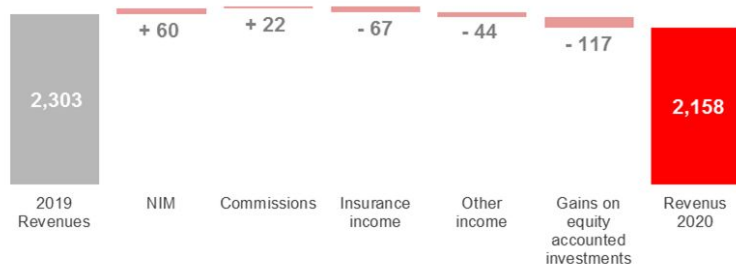 + 60
+ 22
- 67
- 44
- 117
2,303
2,158
2019
Revenues
NIM
Commissions
Insurance
income
Other
income
Gains on
equity
accounted
investments
Revenus
2020